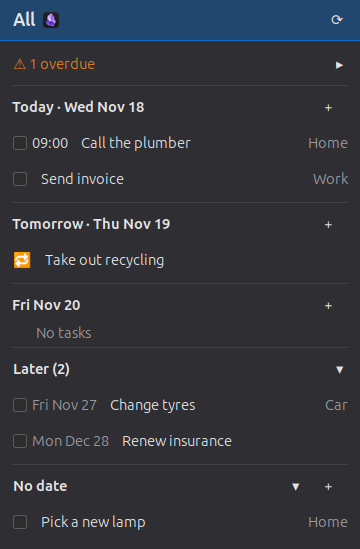 All
⚠ 1 overdue
Today · Wed Nov 18 +
09:00 Call the plumber Home
Send invoice Work
Tomorrow · Thu Nov 19 +
Take out recycling
Fri Nov 20 +
No tasks
Later (2)
Fri Nov 27 Change tyres Car
Mon Dec 28 Renew insurance
No date +
Pick a new lamp Home